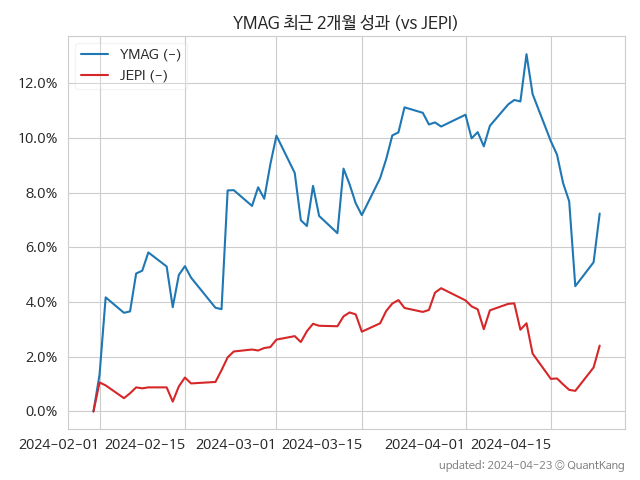 YMAG 최근 2개월 성과 (vs JEPI)
YMAG (-)
JEPI (-)
12.0%
10.0%
8.0%
6.0%
4.0%
2.0%
0.0%
2024-02-01 2024-02-15 2024-03-01 2024-03-15 2024-04-01 2024-04-15
updated: 2024-04-23 © QuantKang